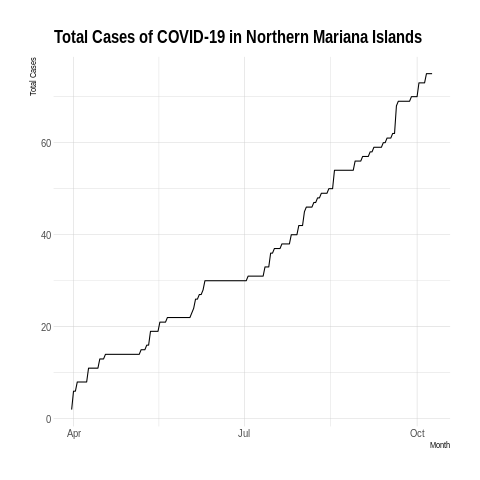 Total Cases of COVID-19 in Northern Mariana Islands
Total Cases
60
40
20
0
Apr
Jul
Oct
Month